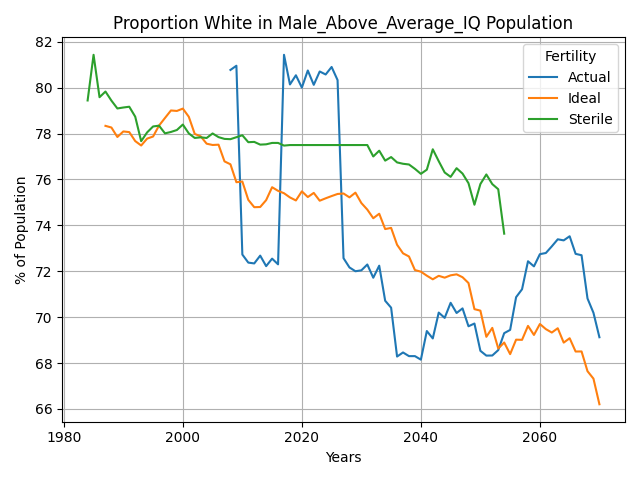 Proportion White in Male_Above_Average_IQ Population
% of Population
82
80
78
76
74
72
70
68
66
Fertility
Actual
Ideal
Sterile
1980
2000
2020
2040
2060
Years